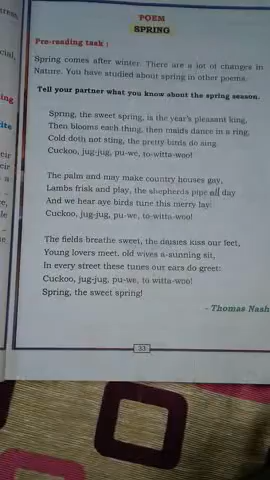 POEM
SPRING
Pre-reading task :
Spring comes after winter. There are a lot of changes in
Nature. You have studied about spring in other poems.
Tell your partner what you know about the spring season.
Spring, the sweet spring, is the year's pleasant king,
Then blooms each thing, then maids dance in a ring,
Cold doth not sting, the pretty birds do sing
Cuckoo, jug-jug, pu-we, to-witta-woo!
The palm and may make country houses gay,
Lambs frisk and play, the shepherds pipe all day
And we hear aye birds tune this merry lay:
Cuckoo, jug-jug, pu-we, to-witta-woo!
The fields breathe sweet, the daisies kiss our feet,
Young lovers meet, old wives a-sunning sit,
In every street these tunes our ears do greet:
Cuckoo, jug-jug, pu-we, to-witta-woo!
Spring, the sweet spring!
- Thomas Nash
33